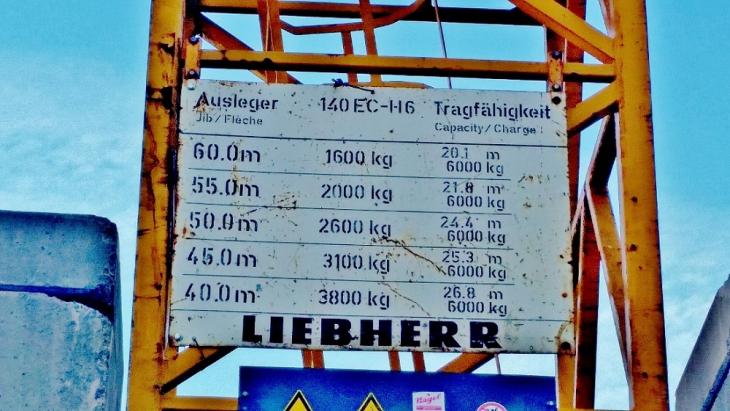 Ausleger 140 EC-H6 Tragfähigkeit
Jib/Flèche Capacity/Charge
60.0m 1600 kg 20.1 m
6000 kg
55.0m 2000 kg 21.8 m
6000 kg
50.0m 2600 kg 24.4 m
6000 kg
45.0m 3100 kg 25.3 m
6000 kg
40.0m 3800 kg 26.8 m
6000 kg
LIEBHERR